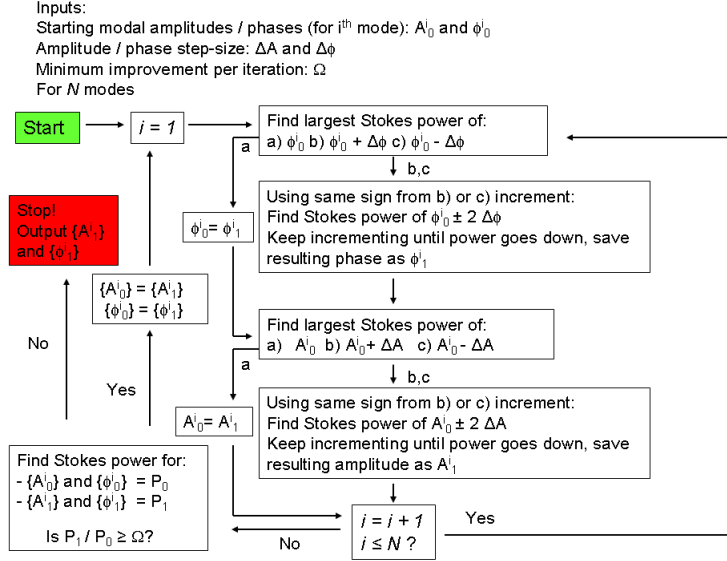 Inputs:
Starting modal amplitudes / phases (for iᵗʰ mode): Aⁱ₀ and ϕⁱ₀
Amplitude / phase step-size: ΔA and Δϕ
Minimum improvement per iteration: Ω
For N modes
Start
i = 1
Find largest Stokes power of:
a) ϕⁱ₀ b) ϕⁱ₀ + Δϕ c) ϕⁱ₀ - Δϕ
a
b,c
Using same sign from b) or c) increment:
Find Stokes power of ϕⁱ₀ ± 2 Δϕ
Keep incrementing until power goes down, save
resulting phase as ϕⁱ₁
ϕⁱ₀= ϕⁱ₁
Stop!
Output {Aⁱ₁}
and {ϕⁱ₁}
{Aⁱ₀} = {Aⁱ₁}
{ϕⁱ₀} = {ϕⁱ₁}
Find largest Stokes power of:
a) Aⁱ₀ b) Aⁱ₀ + ΔA c) Aⁱ₀ - ΔA
No
a
b,c
Yes
Using same sign from b) or c) increment:
Find Stokes power of Aⁱ₀ ± 2 ΔA
Keep incrementing until power goes down, save
resulting amplitude as Aⁱ₁
Aⁱ₀= Aⁱ₁
Find Stokes power for:
- {Aⁱ₀} and {ϕⁱ₀} = P₀
- {Aⁱ₁} and {ϕⁱ₁} = P₁
Is P₁ / P₀ ≥ Ω?
i = i + 1
i ≤ N ?
Yes
No